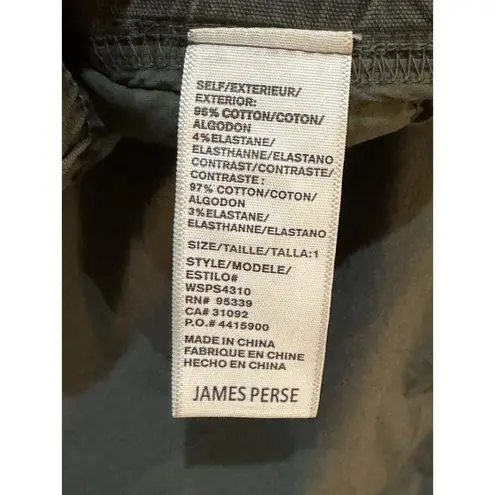 SELF/EXTERIEUR/
EXTERIOR:
96% COTTON/COTON/
ALGODON
4%ELASTANE/
ELASTHANNE/ELASTANO
CONTRAST/CONTRASTE/
CONTRASTE:
97% COTTON/COTON/
ALGODON
3%ELASTANE/
ELASTHANNE/ELASTANO
SIZE/TAILLE/TALLA:1
STYLE/MODELE/
ESTILO#
WSPS4310
RN# 95339
CA# 31092
P.O.# 4415900
MADE IN CHINA
FABRIQUE EN CHINE
HECHO EN CHINA
JAMES PERSE